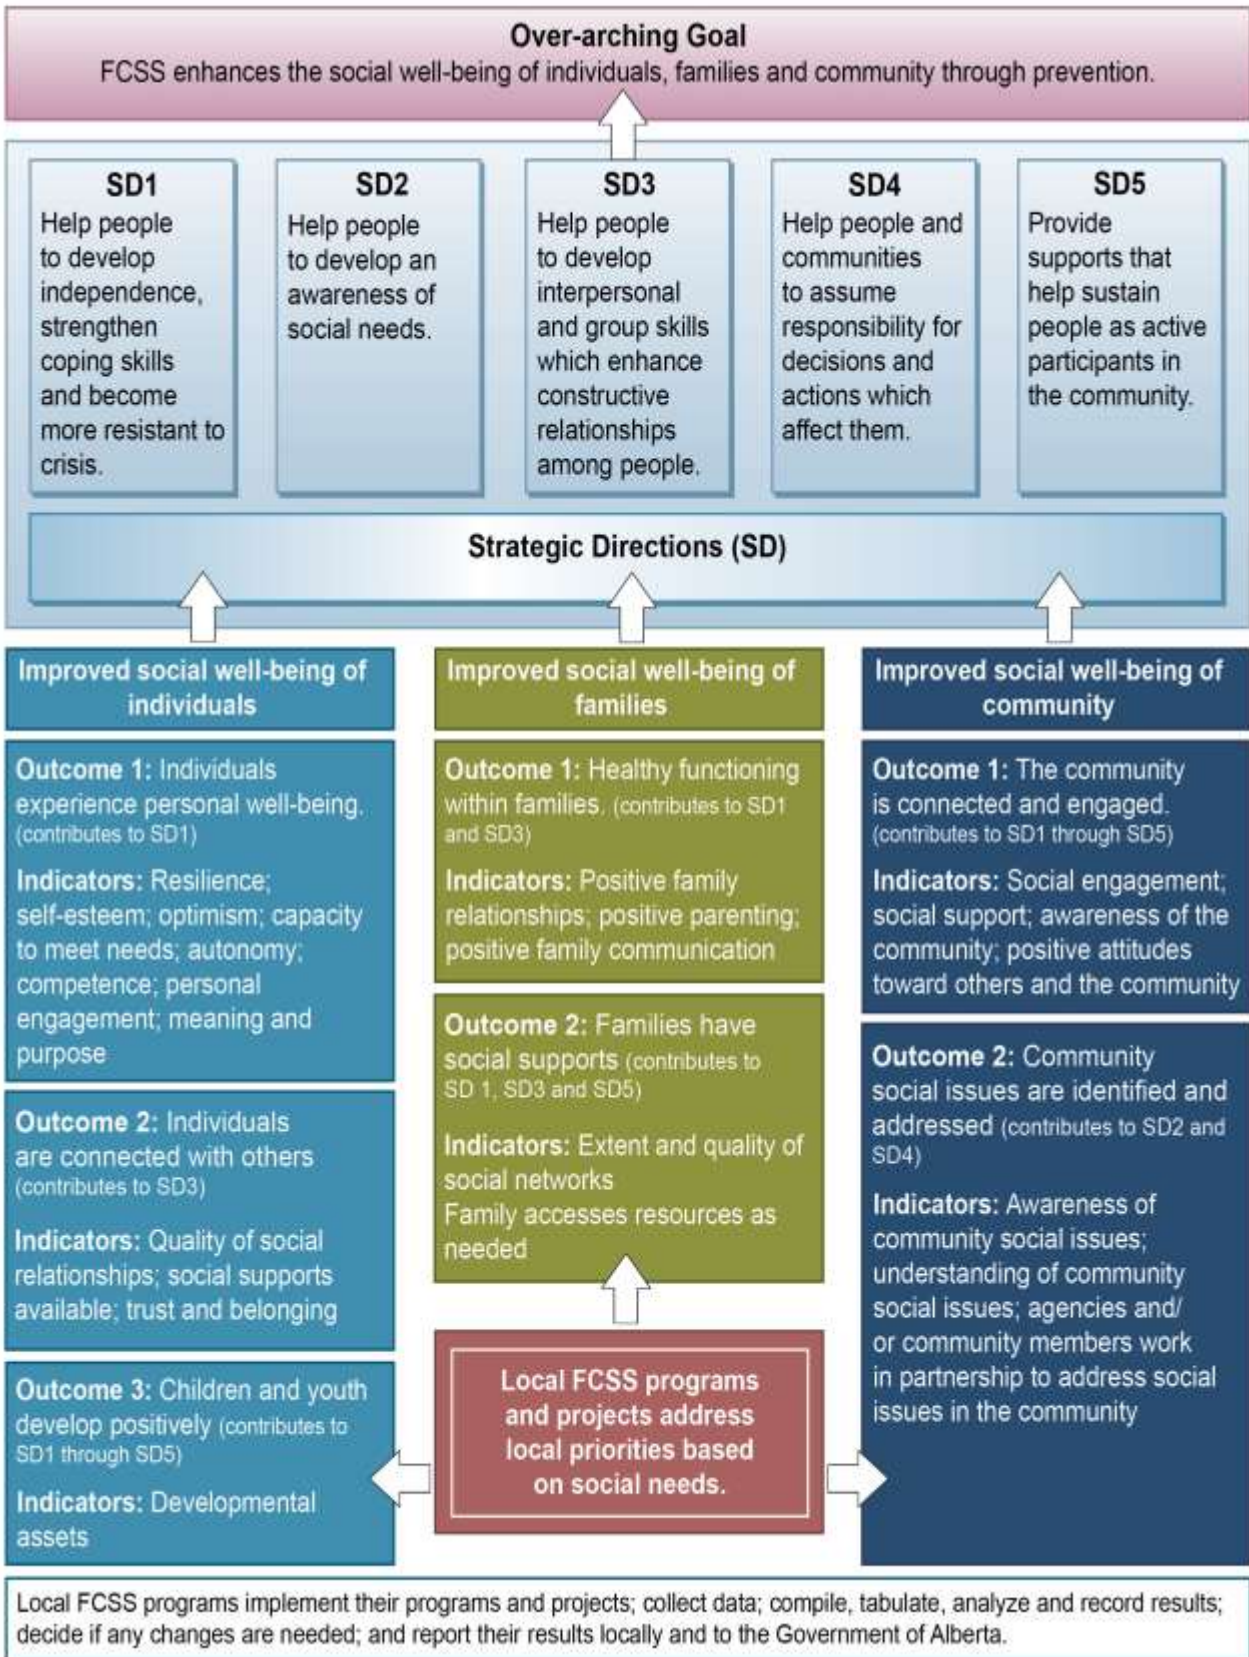 Over-arching Goal
FCSS enhances the social well-being of individuals, families and community through prevention.
SD1
Help people
to develop
independence,
strengthen
coping skills
and become
more resistant to
crisis.
SD2
Help people
to develop an
awareness of
social needs.
SD3
Help people
to develop
interpersonal
and group skills
which enhance
constructive
relationships
among people.
SD4
Help people and
communities
to assume
responsibility for
decisions and
actions which
affect them.
SD5
Provide
supports that
help sustain
people as active
participants in
the community.
Strategic Directions (SD)
Improved social well-being of
individuals
Outcome 1: Individuals
experience personal well-being.
(contributes to SD1)
Indicators: Resilience;
self-esteem; optimism; capacity
to meet needs; autonomy;
competence; personal
engagement; meaning and
purpose
Outcome 2: Individuals
are connected with others
(contributes to SD3)
Indicators: Quality of social
relationships; social supports
available; trust and belonging
Outcome 3: Children and youth
develop positively (contributes to
SD1 through SD5)
Indicators: Developmental
assets
Improved social well-being of
families
Outcome 1: Healthy functioning
within families. (contributes to SD1
and SD3)
Indicators: Positive family
relationships; positive parenting;
positive family communication
Outcome 2: Families have
social supports (contributes to
SD 1, SD3 and SD5)
Indicators: Extent and quality of
social networks
Family accesses resources as
needed
Local FCSS programs
and projects address
local priorities based
on social needs.
Improved social well-being of
community
Outcome 1: The community
is connected and engaged.
(contributes to SD1 through SD5)
Indicators: Social engagement;
social support; awareness of the
community; positive attitudes
toward others and the community
Outcome 2: Community
social issues are identified and
addressed (contributes to SD2 and
SD4)
Indicators: Awareness of
community social issues;
understanding of community
social issues; agencies and/
or community members work
in partnership to address social
issues in the community
Local FCSS programs implement their programs and projects; collect data; compile, tabulate, analyze and record results;
decide if any changes are needed; and report their results locally and to the Government of Alberta.